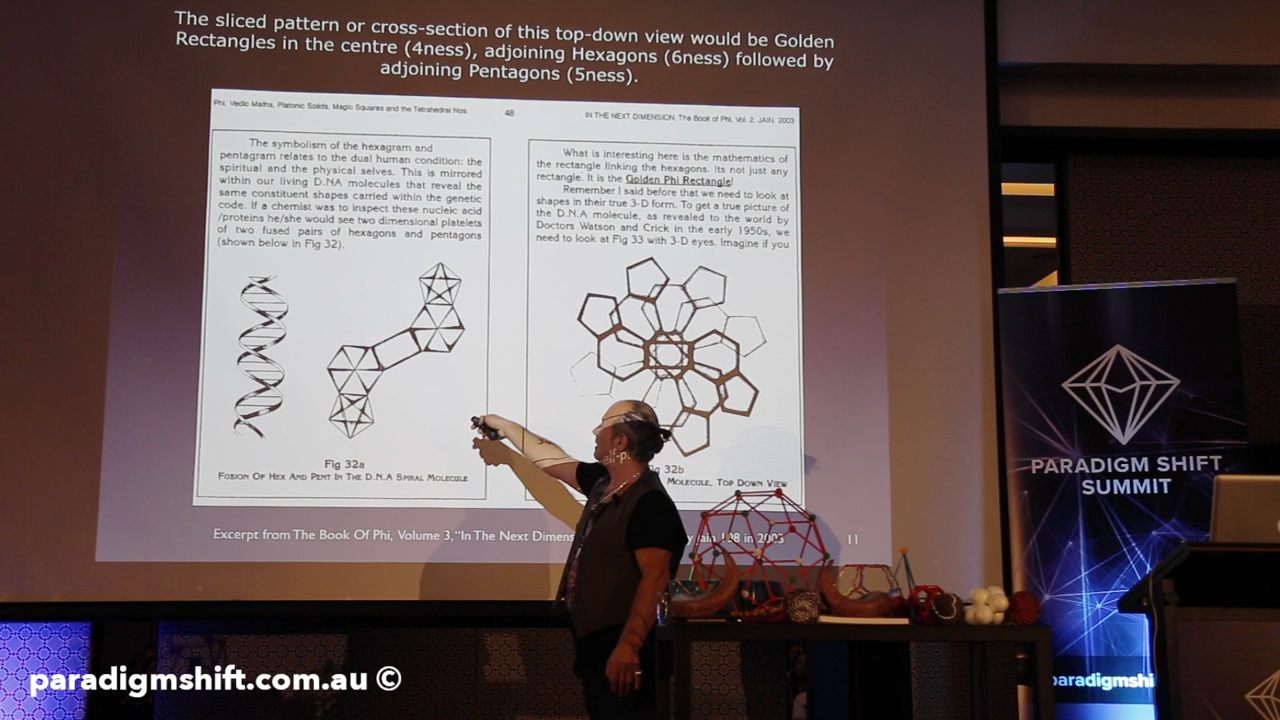 The sliced pattern or cross-section of this top-down view would be Golden
Rectangles in the centre (4ness), adjoining Hexagons (6ness) followed by
adjoining Pentagons (5ness).
Phi, Vedic Maths, Platonic Solids, Magic Squares and the Tetrahedral Nos.
48
IN THE NEXT DIMENSION, The Book of Phi, Vol. 2. JAIN. 2003
The symbolism of the hexagram and
pentagram relates to the dual human condition: the
spiritual and the physical selves. This is mirrored
within our living D.NA molecules that reveal the
same constituent shapes carried within the genetic
code. If a chemist was to inspect these nucleic acid
/proteins he/she would see two dimensional platelets
of two fused pairs of hexagons and pentagons
(shown below in Fig 32).
Fig 32a
FUSION OF HEX AND PENT IN THE D.N.A SPIRAL MOLECULE
What is interesting here is the mathematics of
the rectangle linking the hexagons. Its not just any
rectangle. It is the Golden Phi Rectangle!
Remember I said before that we need to look at
shapes in their true 3-D form. To get a true picture of
the D.N.A molecule, as revealed to the world by
Doctors Watson and Crick in the early 1950s, we
need to look at Fig 33 with 3-D eyes. Imagine if you
32b
MOLECULE, TOP DOWN VIEW
Excerpt from The Book Of Phi, Volume 3, "In The Next in 2003
11
PARADIGM SHIFT
SUMMIT
paradigmshi
paradigmshift.com.au ©